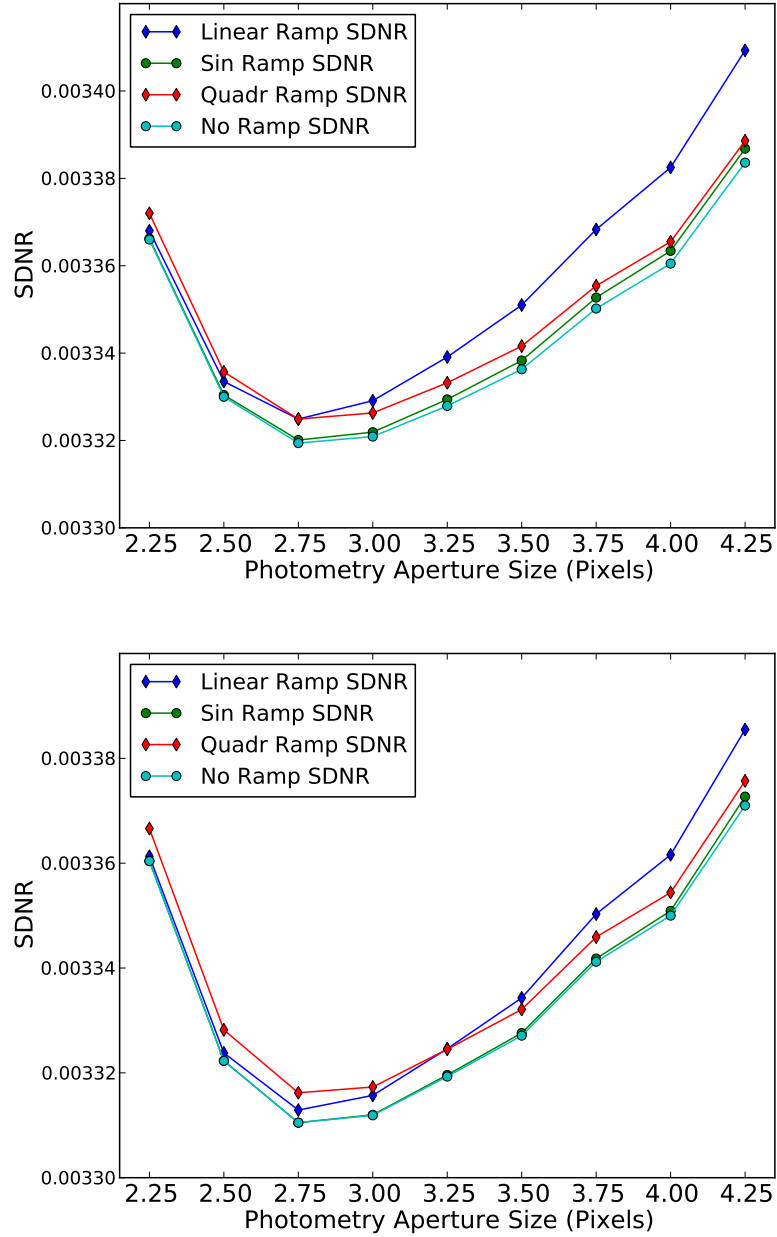 Linear Ramp SDNR
Sin Ramp SDNR
Quadr Ramp SDNR
No Ramp SDNR
0.00340
0.00338
0.00336
0.00334
0.00332
0.00330
SDNR
2.25 2.50 2.75 3.00 3.25 3.50 3.75 4.00 4.25
Photometry Aperture Size (Pixels)
Linear Ramp SDNR
Sin Ramp SDNR
Quadr Ramp SDNR
No Ramp SDNR
0.00338
0.00336
0.00334
0.00332
0.00330
SDNR
2.25 2.50 2.75 3.00 3.25 3.50 3.75 4.00 4.25
Photometry Aperture Size (Pixels)